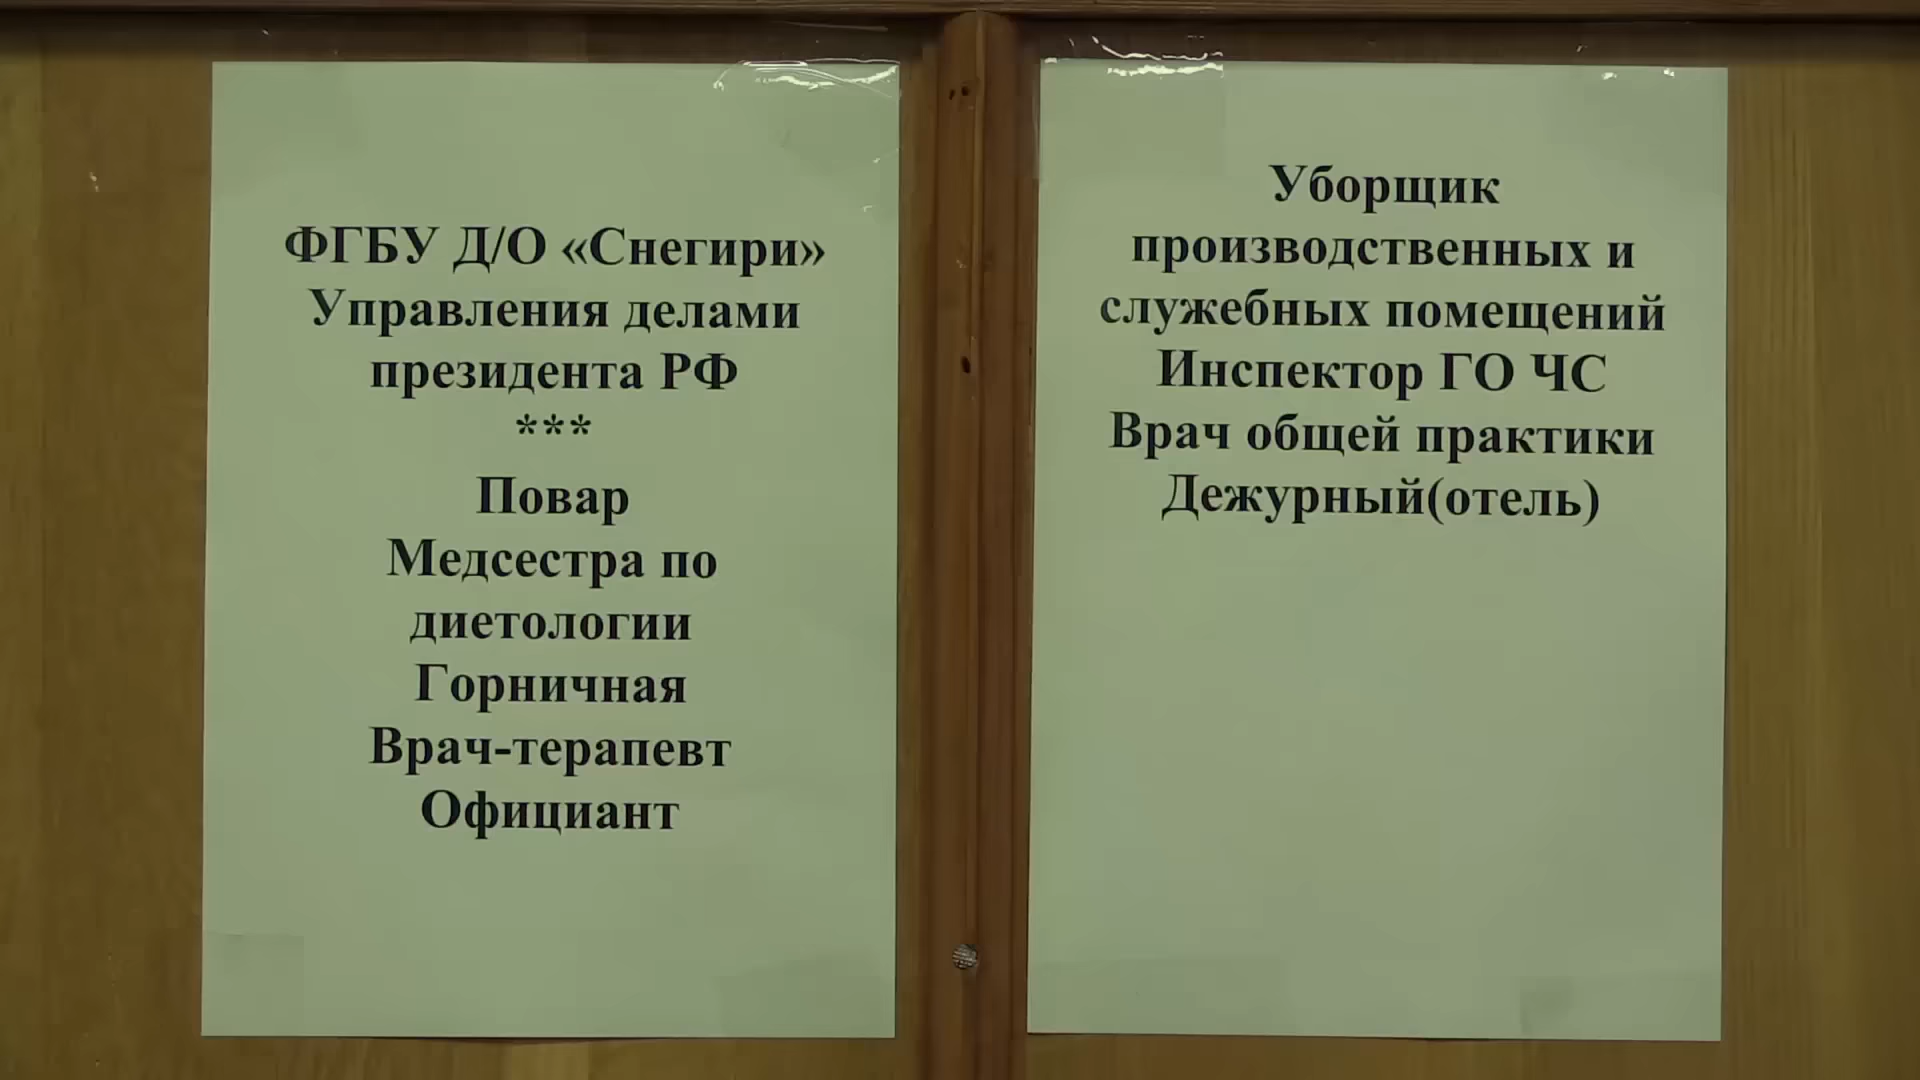 ФГБУ Д/О «Снегири»
Управления делами
президента РФ
***
Повар
Медсестра по
диетологии
Горничная
Врач-терапевт
Официант
Уборщик
производственных и
служебных помещений
Инспектор ГО ЧС
Врач общей практики
Дежурный(отель)